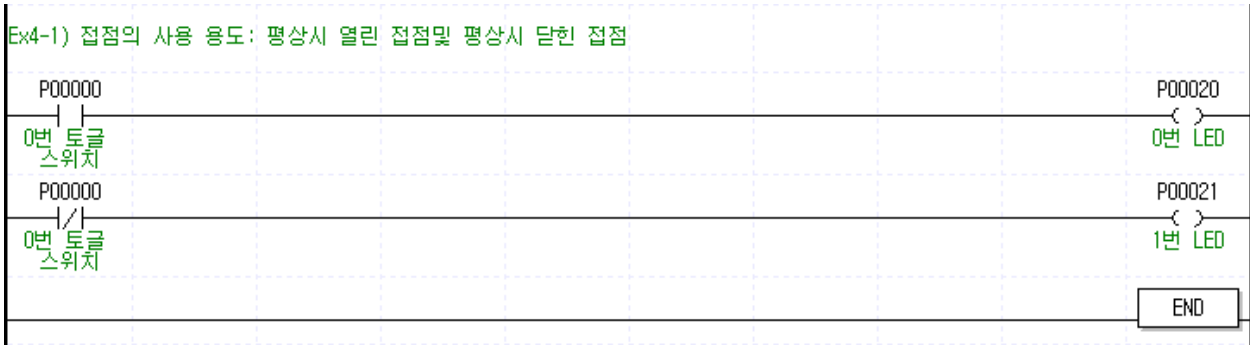 Ex4-1) 접점의 사용 용도: 평상시 열린 접점및 평상시 닫힌 접점
P00000 P00020
0번 토글 0번 LED
스위치
P00000 P00021
0번 토글 1번 LED
스위치
END